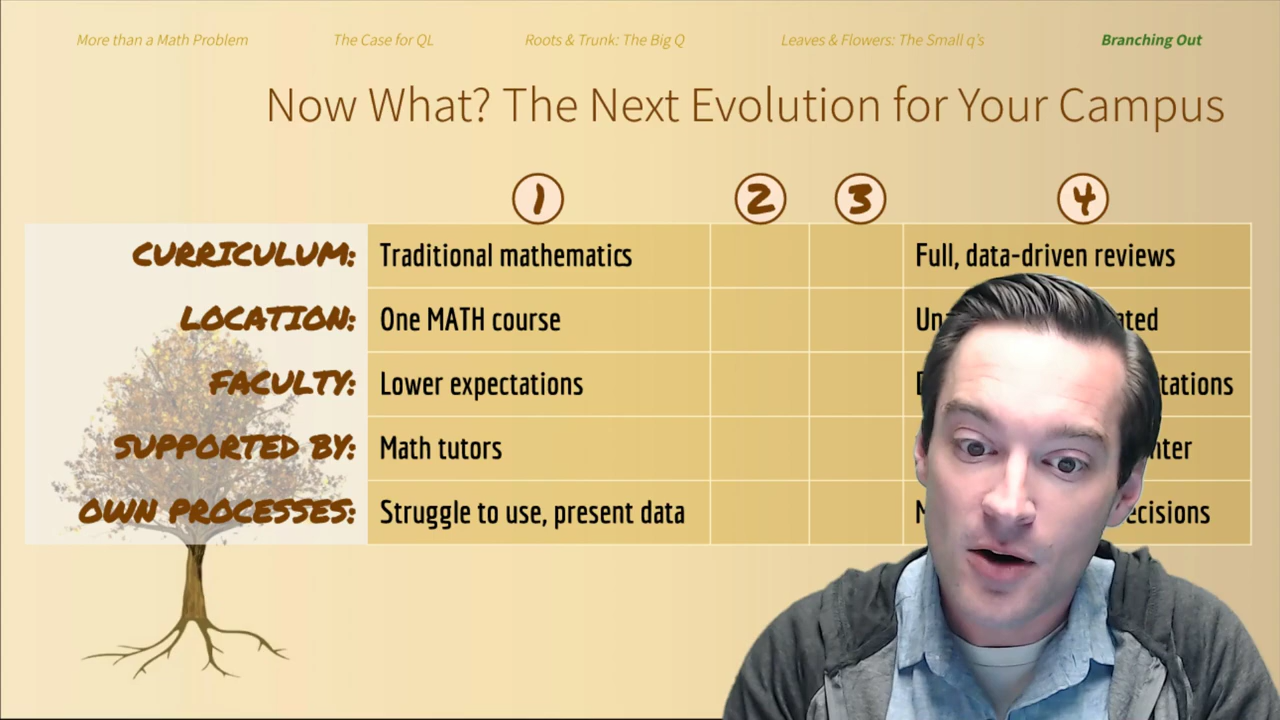 More than a Math Problem The Case for QL Roots & Trunk: The Big Q Leaves & Flowers: The Small q's Branching Out
Now What? The Next Evolution for Your Campus
1 2 3 4
CURRICULUM: Traditional mathematics Full, data-driven reviews
LOCATION: One MATH course
FACULTY: Lower expectations
SUPPORTED BY: Math tutors
OWN PROCESSES: Struggle to use, present data